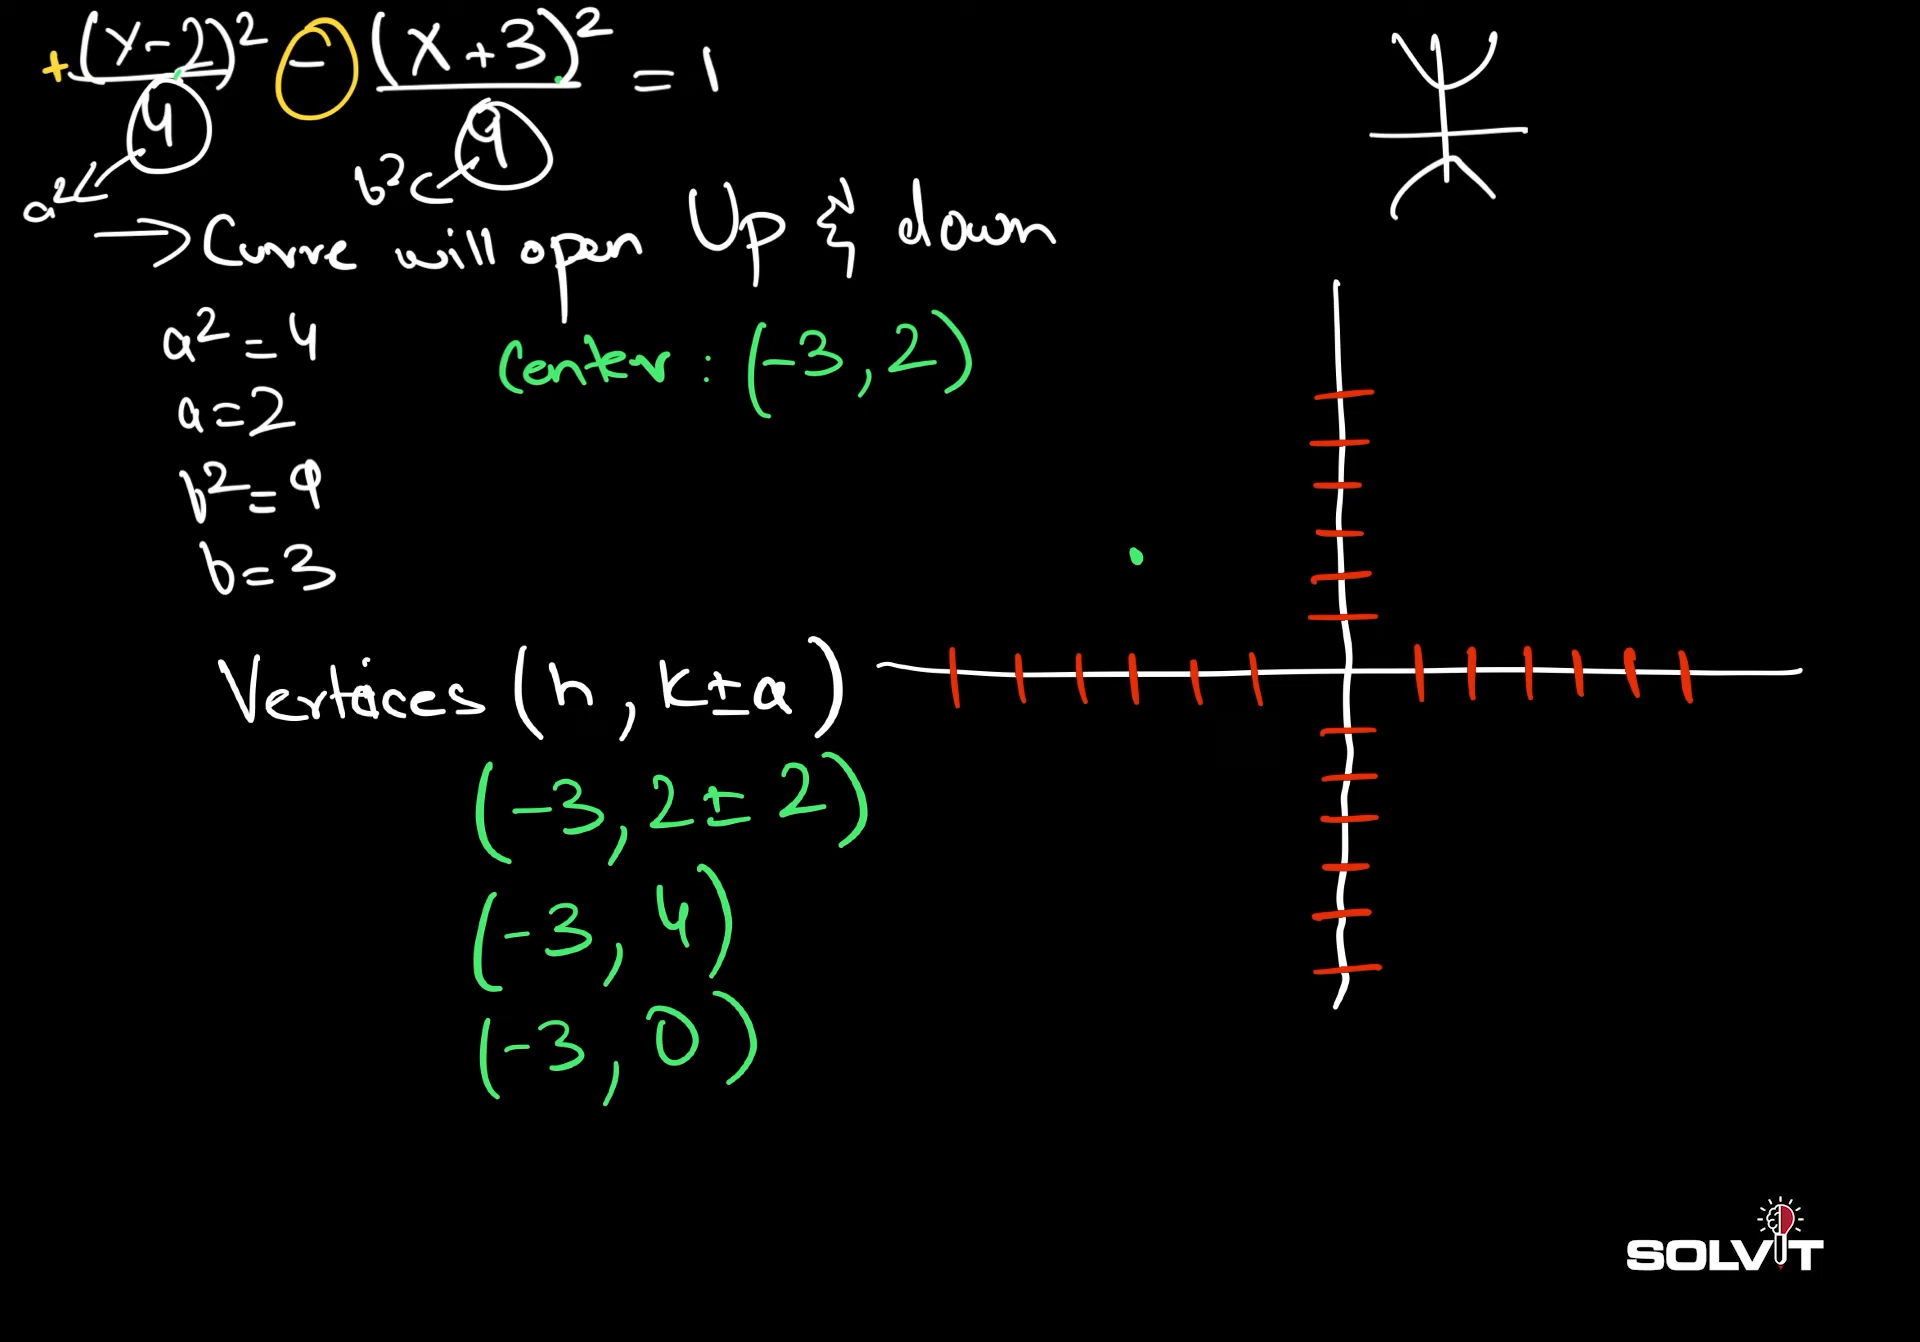 +(y-2)²/4 - (x+3)²/9 = 1
a² b²
→ Curve will open Up & down
a²=4
Center : (-3, 2)
a=2
b²=9
b=3
Vertices (h, k±a)
(-3, 2±2)
(-3, 4)
(-3, 0)
SOLVIT